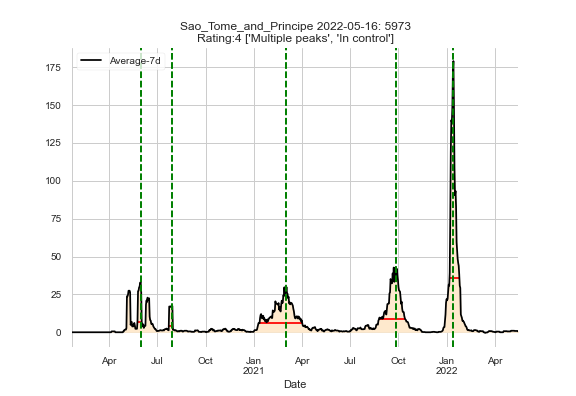 Sao_Tome_and_Principe 2022-05-16: 5973
Rating:4 ['Multiple peaks', 'In control']
Average-7d
175
150
125
100
75
50
25
0
Apr Jul Oct Jan Apr Jul Oct Jan Apr
2021 2022
Date